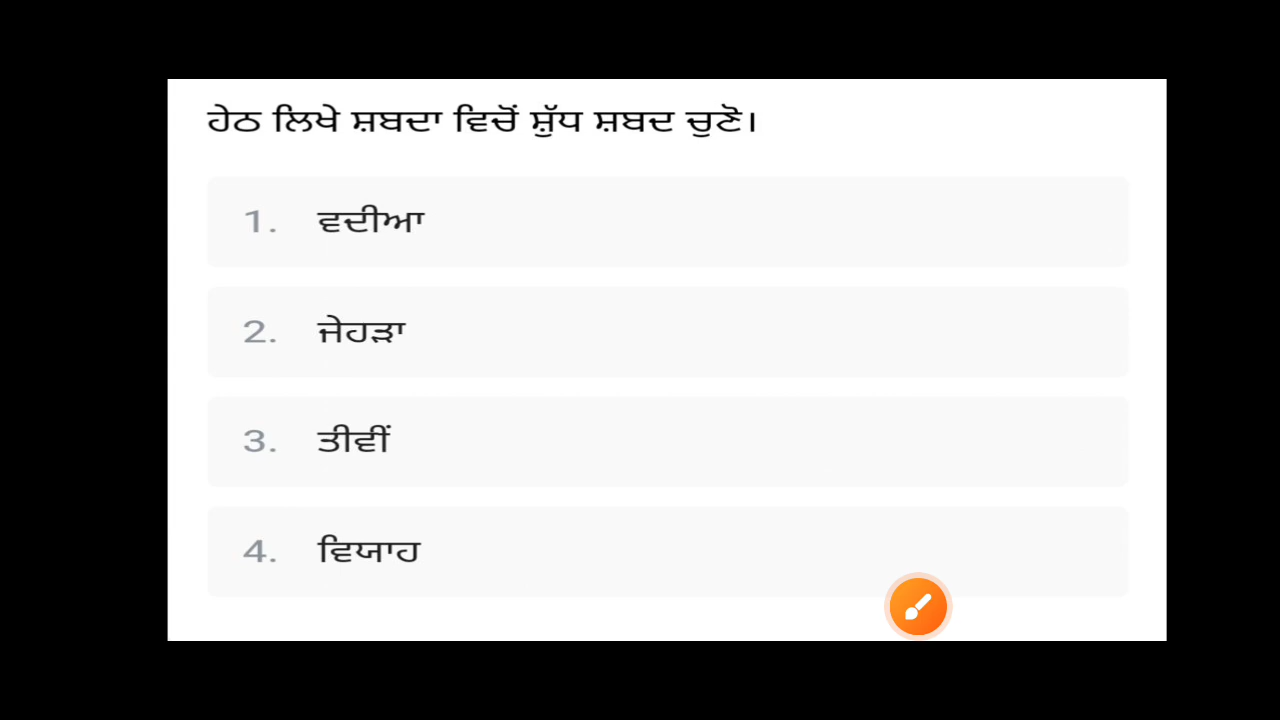 ਹੇਠ ਲਿਖੇ ਸ਼ਬਦਾ ਵਿਚੋਂ ਸ਼ੁੱਧ ਸ਼ਬਦ ਚੁਣੋ।
1. ਵਦੀਆ
2. ਜੇਹੜਾ
3. ਤੀਵੀਂ
4. ਵਿਯਾਹ